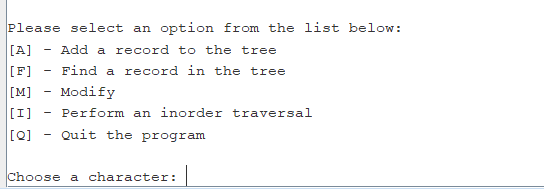 Please select an option from the list below:
[A] - Add a record to the tree
[F] - Find a record in the tree
[M] - Modify
[I] - Perform an inorder traversal
[Q] - Quit the program
Choose a character: